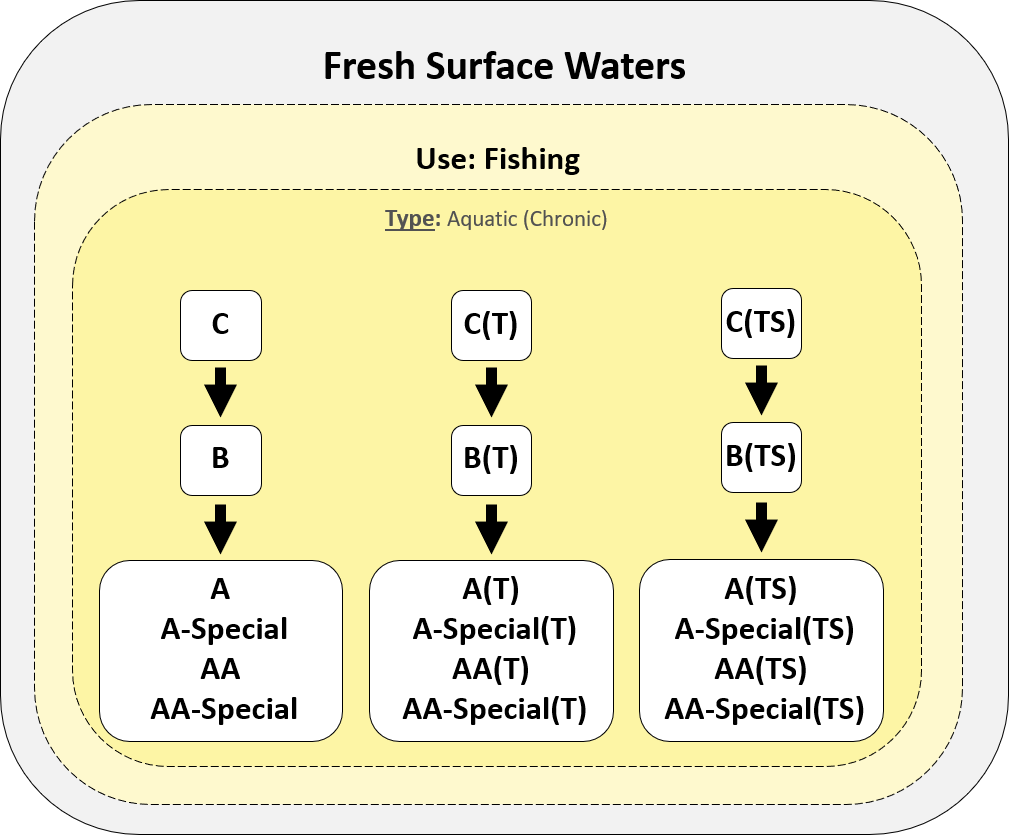 Fresh Surface Waters
Use: Fishing
Type: Aquatic (Chronic)
C
C(T)
C(TS)
B
B(T)
B(TS)
A
A-Special
AA
AA-Special
A(T)
A-Special(T)
AA(T)
AA-Special(T)
A(TS)
A-Special(TS)
AA(TS)
AA-Special(TS)